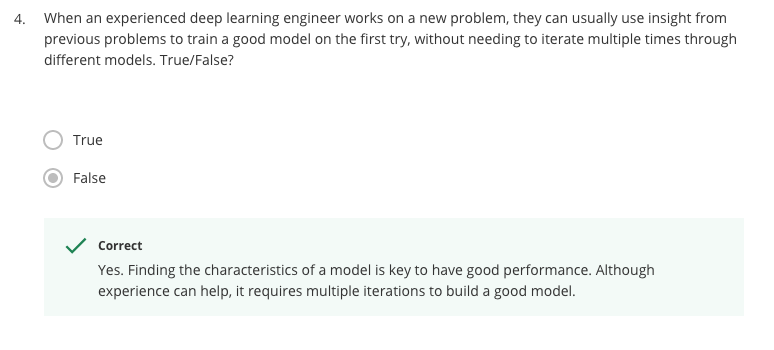 4. When an experienced deep learning engineer works on a new problem, they can usually use insight from
previous problems to train a good model on the first try, without needing to iterate multiple times through
different models. True/False?
True
False
Correct
Yes. Finding the characteristics of a model is key to have good performance. Although
experience can help, it requires multiple iterations to build a good model.